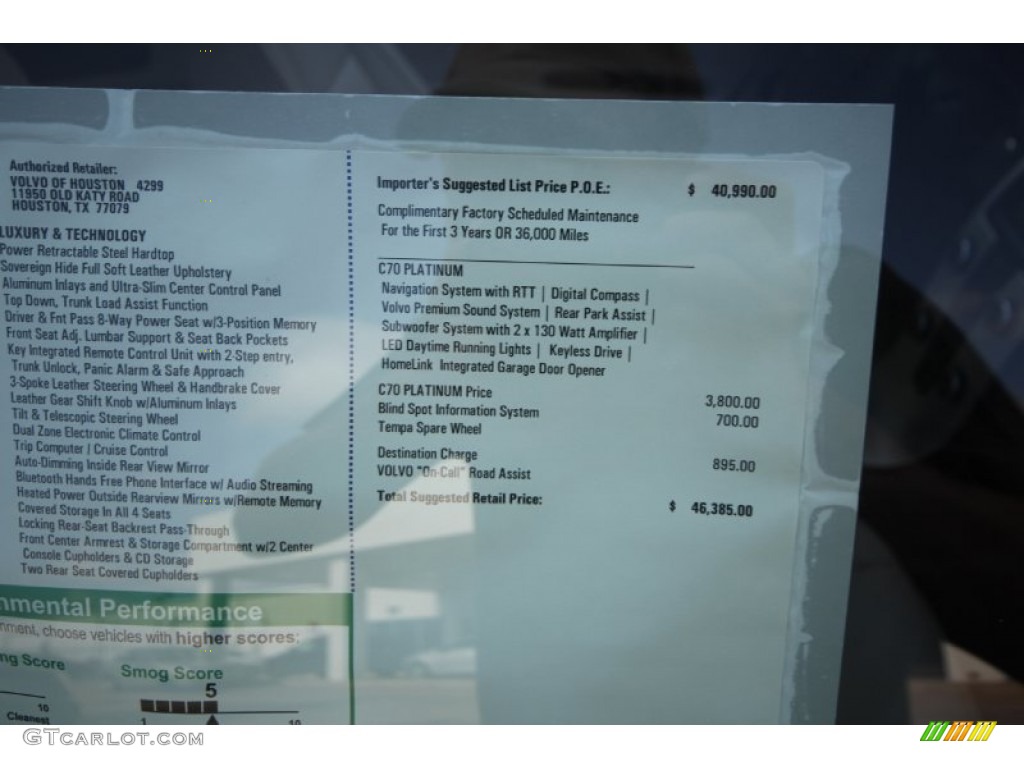 Authorized Retailer:
VOLVO OF HOUSTON 4299
11950 OLD KATY ROAD
HOUSTON, TX 77079
LUXURY & TECHNOLOGY
Power Retractable Steel Hardtop
Sovereign Hide Full Soft Leather Upholstery
Aluminum Inlays and Ultra-Slim Center Control Panel
Top Down, Trunk Load Assist Function
Driver & Fnt Pass 8-Way Power Seat w/3-Position Memory
Front Seat Adj. Lumbar Support & Seat Back Pockets
Key Integrated Remote Control Unit with 2-Step entry,
Trunk Unlock, Panic Alarm & Safe Approach
3-Spoke Leather Steering Wheel & Handbrake Cover
Leather Gear Shift Knob w/Aluminum Inlays
Tilt & Telescopic Steering Wheel
Dual Zone Electronic Climate Control
Trip Computer / Cruise Control
Auto-Dimming Inside Rear View Mirror
Bluetooth Hands Free Phone Interface w/ Audio Streaming
Heated Power Outside Rearview Mirrors w/Remote Memory
Covered Storage In All 4 Seats
Locking Rear-Seat Backrest Pass-Through
Front Center Armrest & Storage Compartment w/2 Center
Console Cupholders & CD Storage
Two Rear Seat Covered Cupholders
nmental Performance
nment, choose vehicles with higher scores:
ng Score
Smog Score
5
10
Cleanest
1
10
Importer's Suggested List Price P.O.E.: $ 40,990.00
Complimentary Factory Scheduled Maintenance
For the First 3 Years OR 36,000 Miles
C70 PLATINUM
Navigation System with RTT | Digital Compass |
Volvo Premium Sound System | Rear Park Assist |
Subwoofer System with 2 x 130 Watt Amplifier |
LED Daytime Running Lights | Keyless Drive |
HomeLink Integrated Garage Door Opener
C70 PLATINUM Price 3,800.00
Blind Spot Information System 700.00
Tempa Spare Wheel
Destination Charge 895.00
VOLVO "On-Call" Road Assist
Total Suggested Retail Price: $ 46,385.00
GTCARLOT.COM